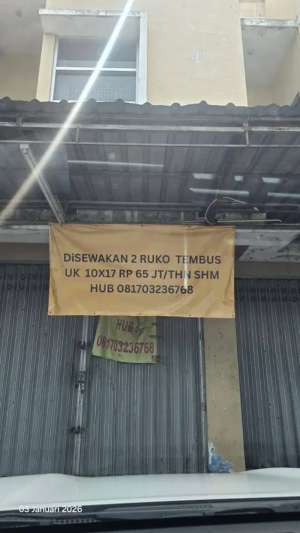 DiSEWAKAN 2 RUKO TEMBUS
UK 10X17 RP 65 JT/THN SHM
HUB 081703236768
HUB
081703236768
03 Januari 2026